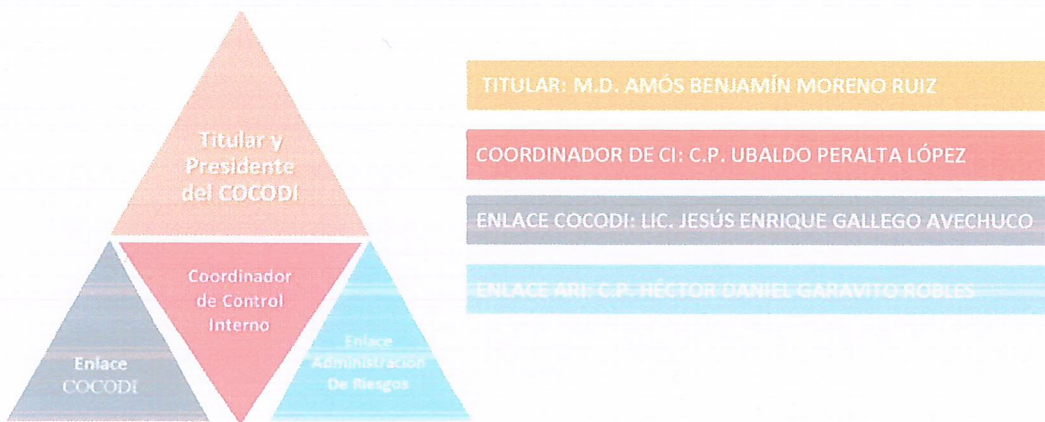 Titular y
Presidente
del COCODI
Coordinador
de Control
Interno
Enlace
COCODI
Enlace
Administración
De Riesgos
TITULAR: M.D. AMÓS BENJAMÍN MORENO RUIZ
COORDINADOR DE CI: C.P. UBALDO PERALTA LÓPEZ
ENLACE COCODI: LIC. JESÚS ENRIQUE GALLEGO AVECHUCO
ENLACE ARI: C.P. HÉCTOR DANIEL GARAVITO ROBLES